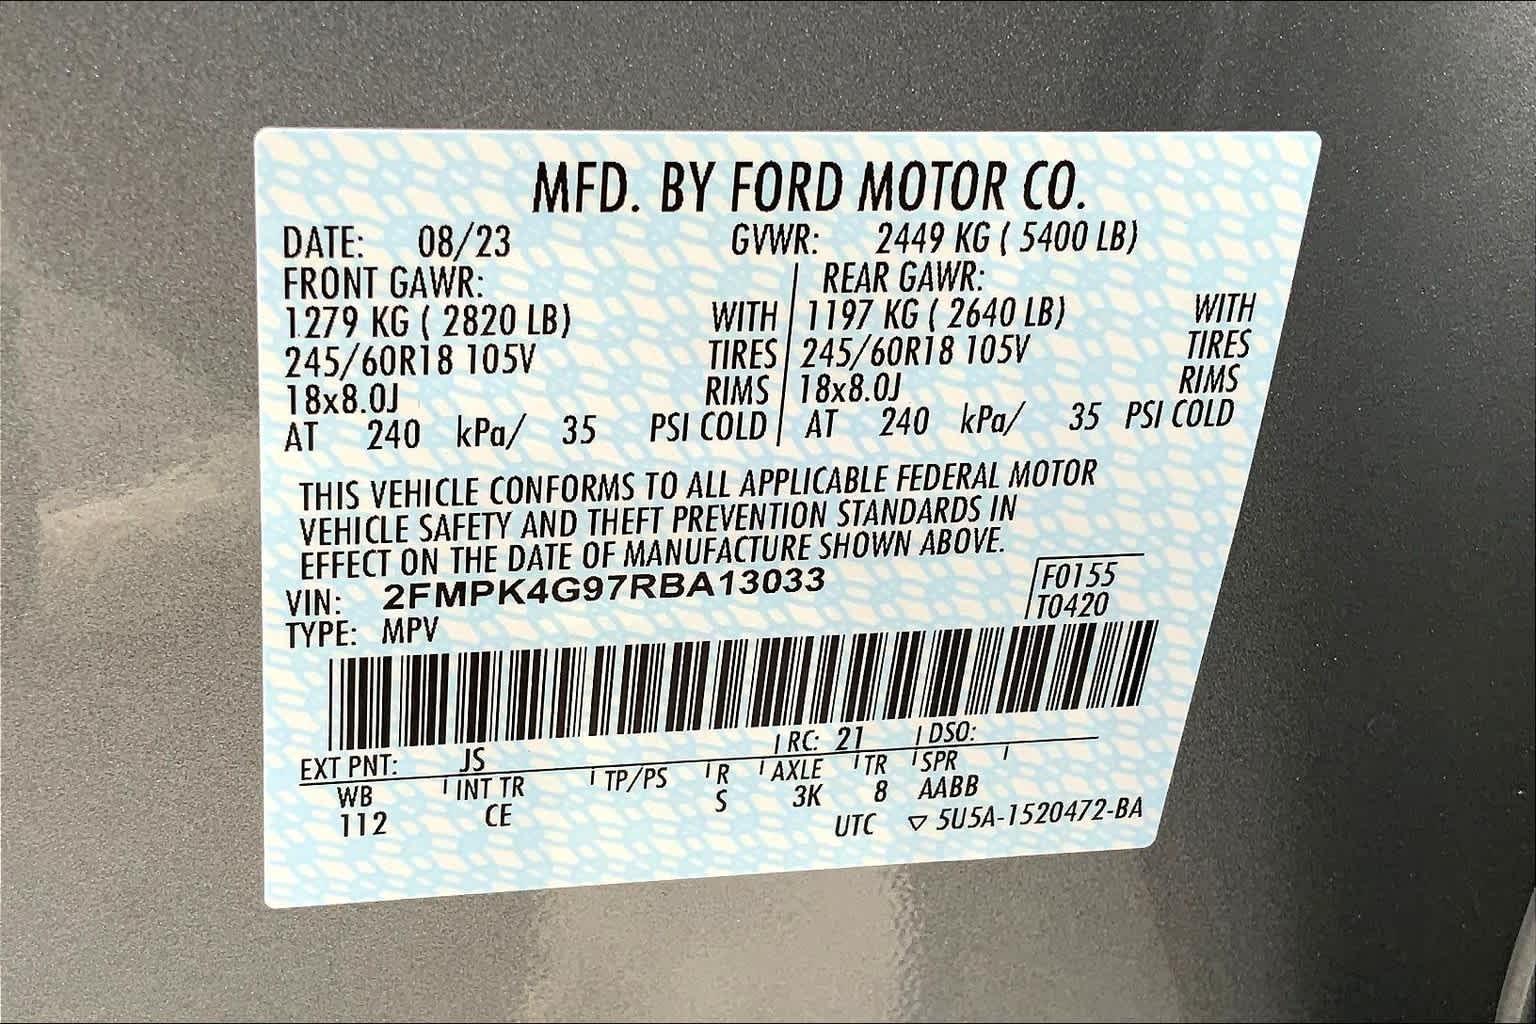 MFD. BY FORD MOTOR CO.
DATE: 08/23 GVWR: 2449 KG ( 5400 LB)
FRONT GAWR: REAR GAWR:
1279 KG ( 2820 LB) WITH 1197 KG ( 2640 LB) WITH
245/60R18 105V TIRES 245/60R18 105V TIRES
18x8.0J RIMS 18x8.0J RIMS
AT 240 kPa/ 35 PSI COLD AT 240 kPa/ 35 PSI COLD
THIS VEHICLE CONFORMS TO ALL APPLICABLE FEDERAL MOTOR
VEHICLE SAFETY AND THEFT PREVENTION STANDARDS IN
EFFECT ON THE DATE OF MANUFACTURE SHOWN ABOVE.
VIN: 2FMPK4G97RBA13033 F0155
TYPE: MPV T0420
EXT PNT: JS RC: 21 DSO:
WB INT TR TP/PS R AXLE TR SPR
112 CE S 3K 8 AABB
UTC ▽ 5U5A-1520472-BA